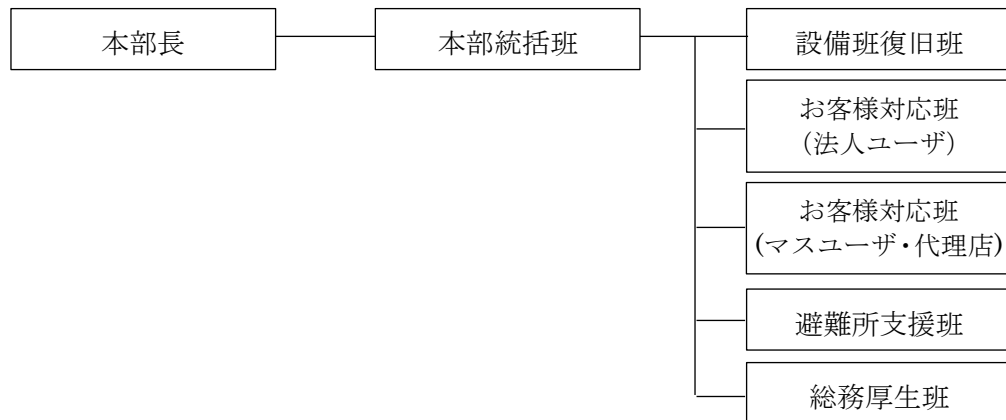 本部長
本部統括班
設備班復旧班
お客様対応班
（法人ユーザ）
お客様対応班
(マスユーザ・代理店)
避難所支援班
総務厚生班